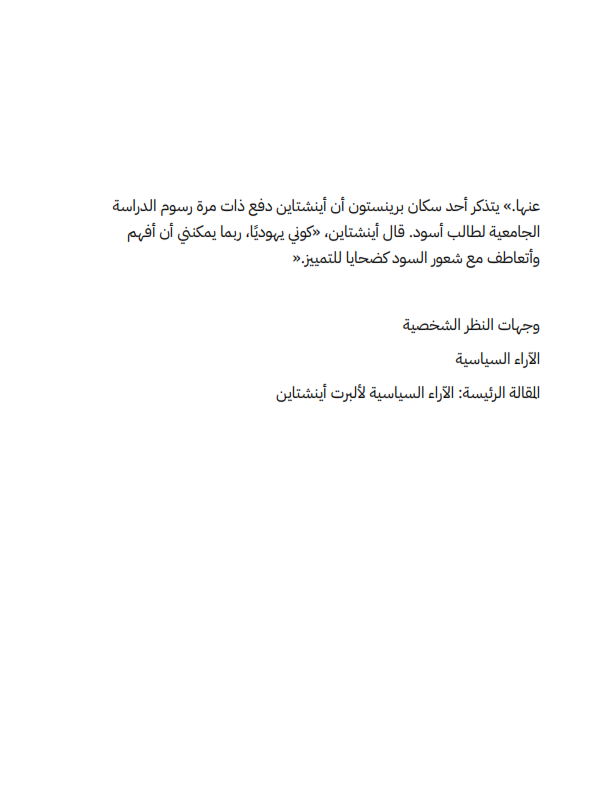 عنها.» يتذكر أحد سكان برينستون أن أينشتاين دفع ذات مرة رسوم الدراسة
الجامعية لطالب أسود. قال أينشتاين، «كوني يهوديًا، ربما يمكنني أن أفهم
وأتعاطف مع شعور السود كضحايا للتمييز.«
وجهات النظر الشخصية
الآراء السياسية
المقالة الرئيسة: الآراء السياسية لألبرت أينشتاين